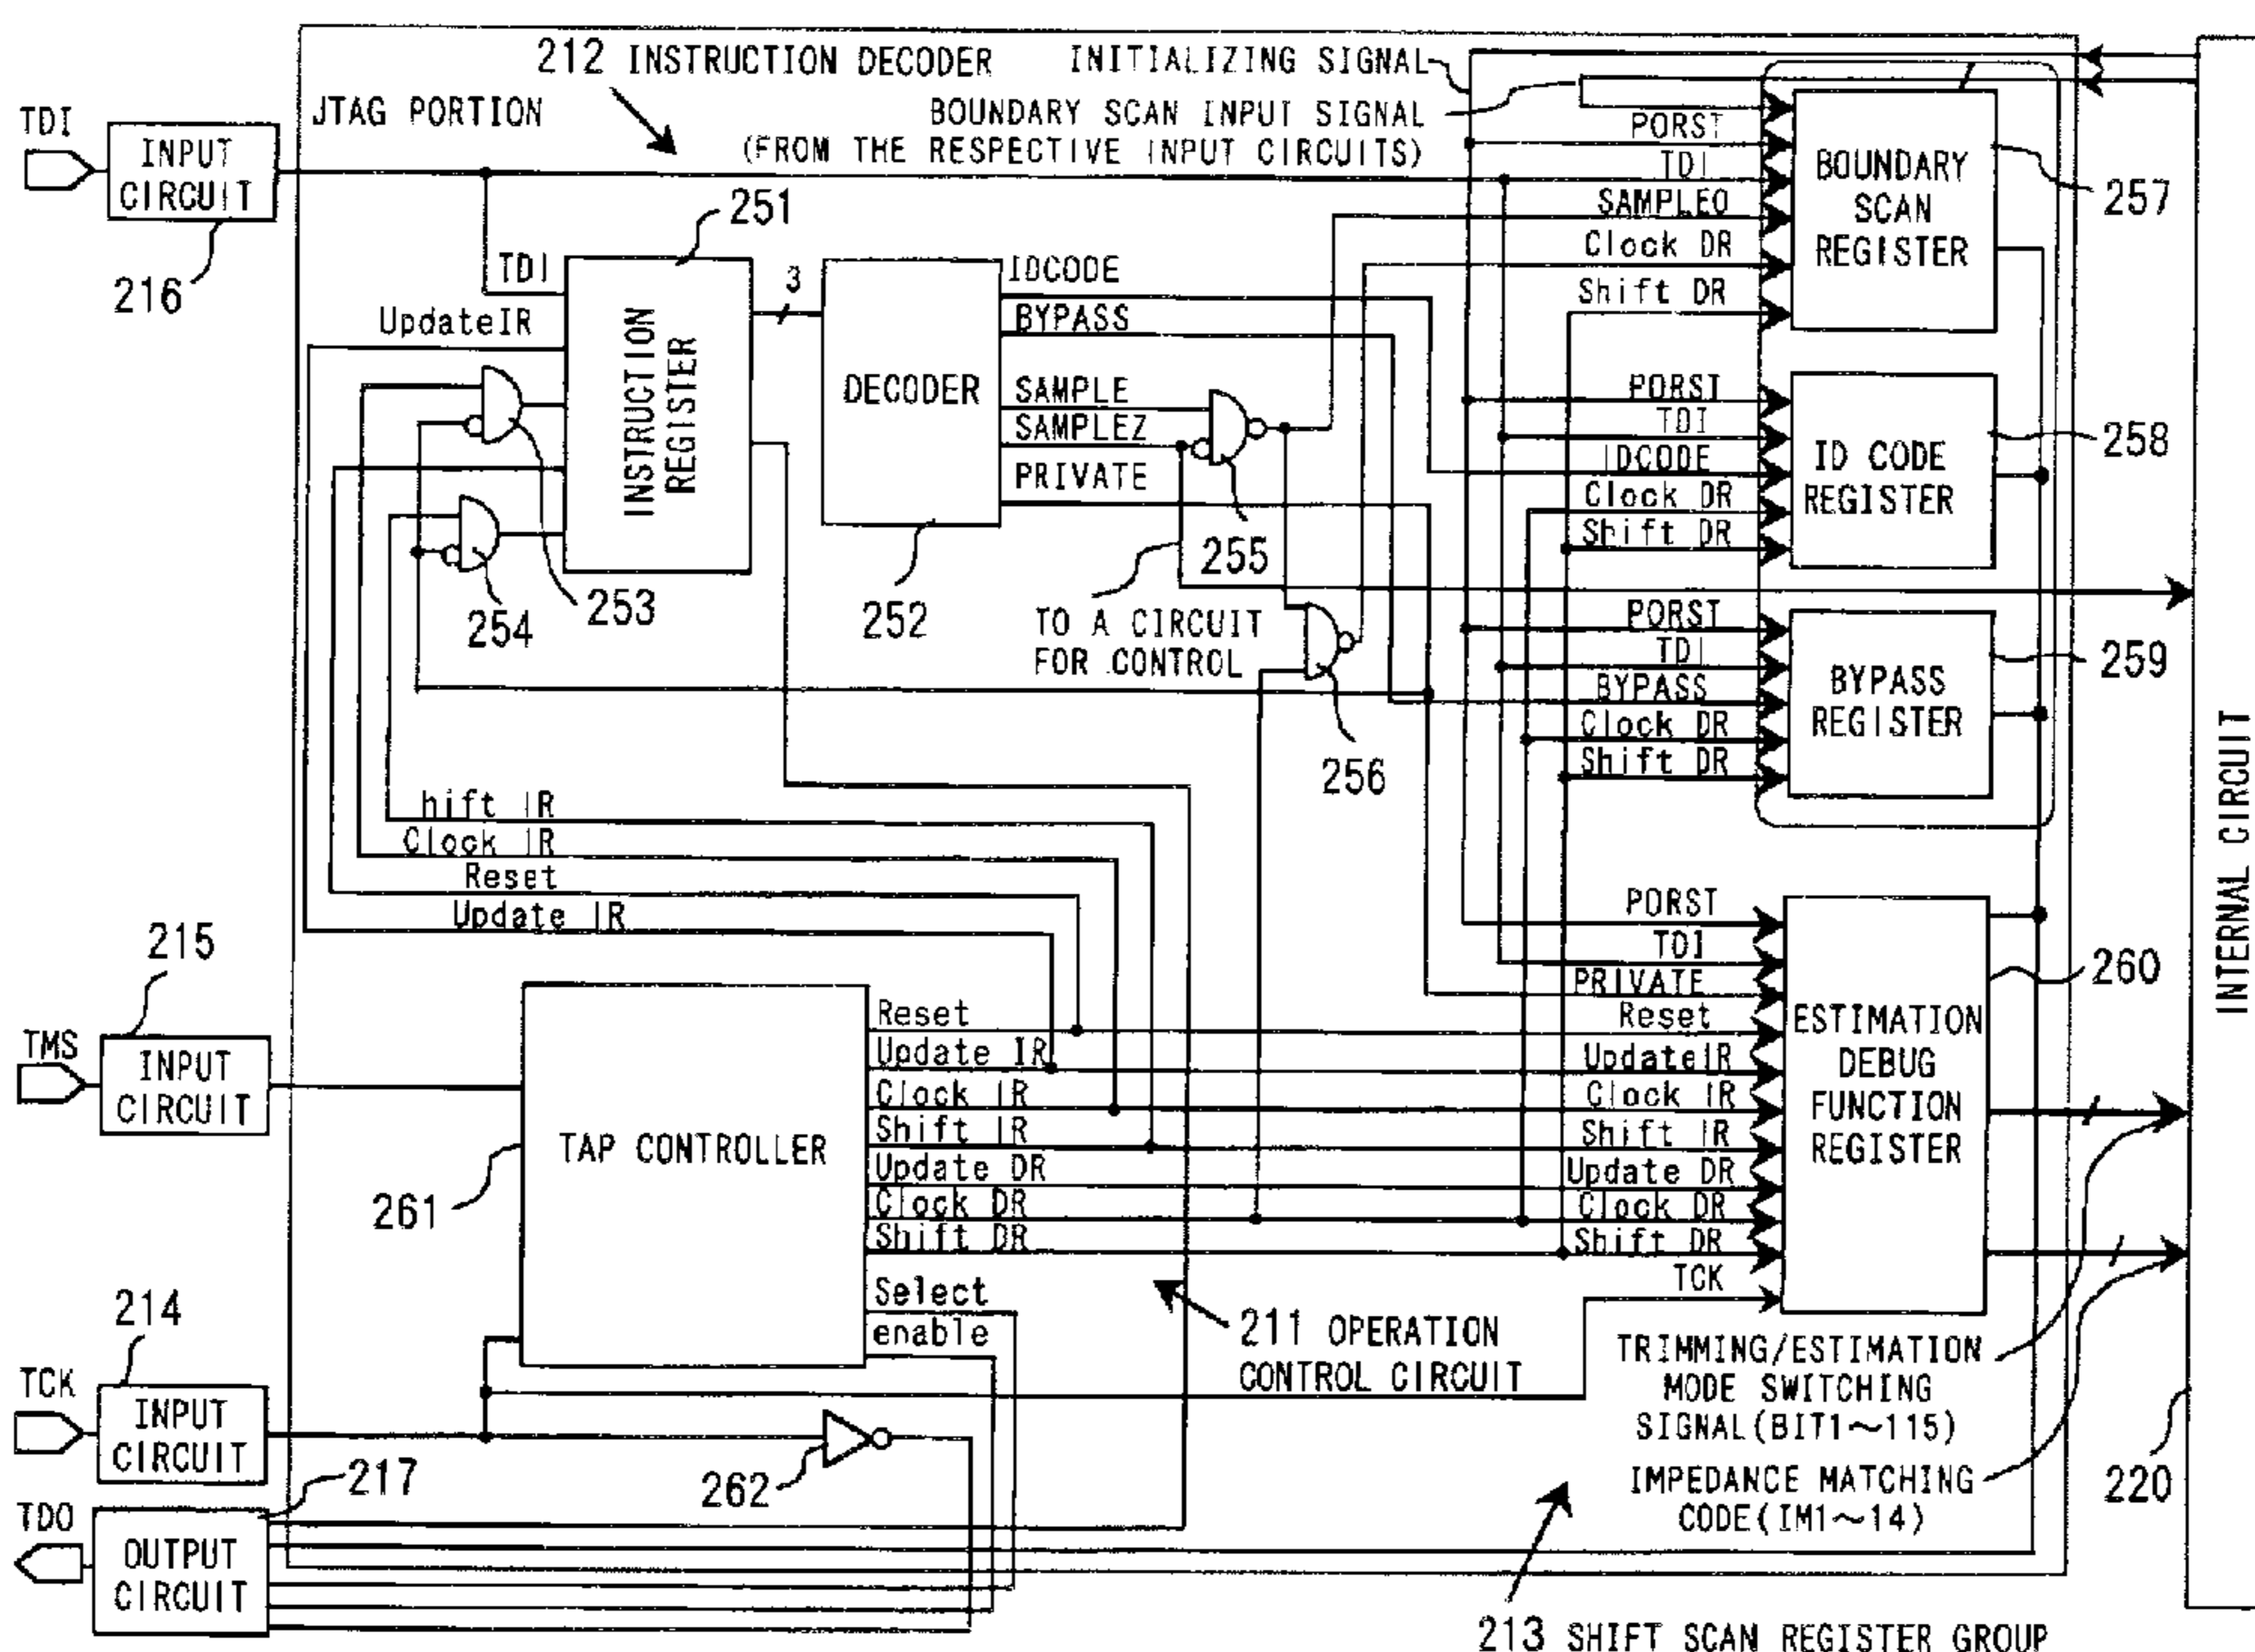 212 INSTRUCTION DECODER
INITIALIZING SIGNAL
BOUNDARY SCAN INPUT SIGNAL
(FROM THE RESPECTIVE INPUT CIRCUITS)
JTAG PORTION
TDI
INPUT
CIRCUIT
216
251
TDI
UpdateIR
INSTRUCTION
REGISTER
3
DECODER
252
IDCODE
BYPASS
SAMPLE
SAMPLEZ
PRIVATE
253
254
255
256
TO A CIRCUIT
FOR CONTROL
PORST
TDI
SAMPLEO
Clock DR
Shift DR
BOUNDARY
SCAN
REGISTER
257
PORST
TDI
IDCODE
Clock DR
Shift DR
ID CODE
REGISTER
258
PORST
TDI
BYPASS
Clock DR
Shift DR
BYPASS
REGISTER
259
hift IR
Clock IR
Reset
Update IR
215
TMS
INPUT
CIRCUIT
TAP CONTROLLER
261
Reset
Update IR
Clock IR
Shift IR
Update DR
Clock DR
Shift DR
Select
enable
PORST
TDI
PRIVATE
Reset
UpdateIR
Clock IR
Shift IR
Update DR
Clock DR
Shift DR
TCK
ESTIMATION
DEBUG
FUNCTION
REGISTER
260
INTERNAL CIRCUIT
220
214
TCK
INPUT
CIRCUIT
262
217
TDO
OUTPUT
CIRCUIT
211 OPERATION
CONTROL CIRCUIT
TRIMMING/ESTIMATION
MODE SWITCHING
SIGNAL(BIT1~115)
IMPEDANCE MATCHING
CODE(IM1~14)
213 SHIFT SCAN REGISTER GROUP